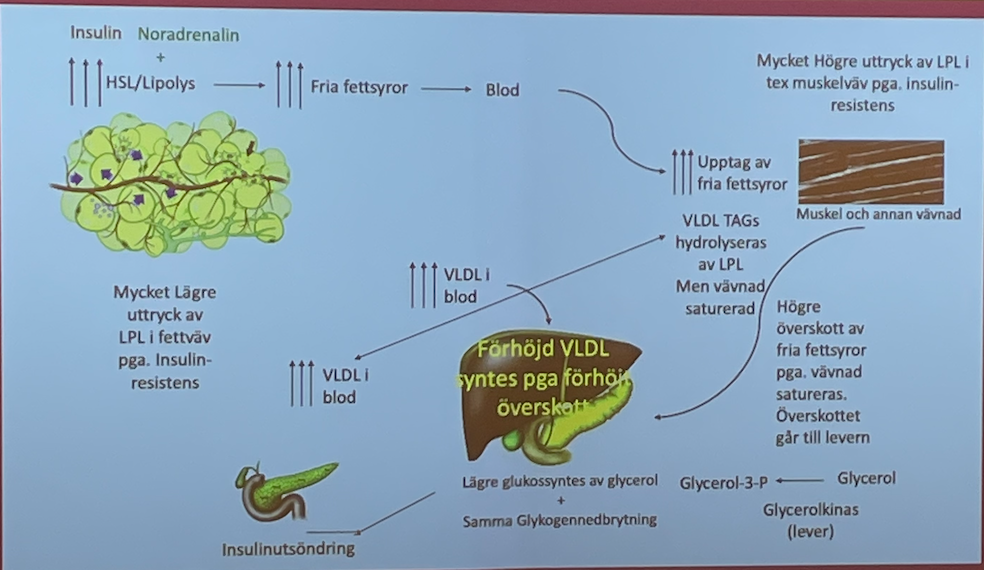 Insulin Noradrenalin
+
HSL/Lipolys
Fria fettsyror
Blod
Mycket Högre uttryck av LPL i
tex muskelväv pga. insulin-
resistens
Upptag av
fria fettsyror
Muskel och annan vävnad
VLDL TAGs
hydrolyseras
av LPL
Men vävnad
saturerad
VLDL i
blod
Mycket Lägre
uttryck av
LPL i fettväv
pga. Insulin-
resistens
VLDL i
blod
Förhöjd VLDL
syntes pga förhöjt
överskott
Högre
överskott av
fria fettsyror
pga. vävnad
satureras.
Överskottet
går till levern
Lägre glukossyntes av glycerol
+
Samma Glykogennedbrytning
Glycerol-3-P
Glycerol
Glycerolkinas
(lever)
Insulinutsöndring